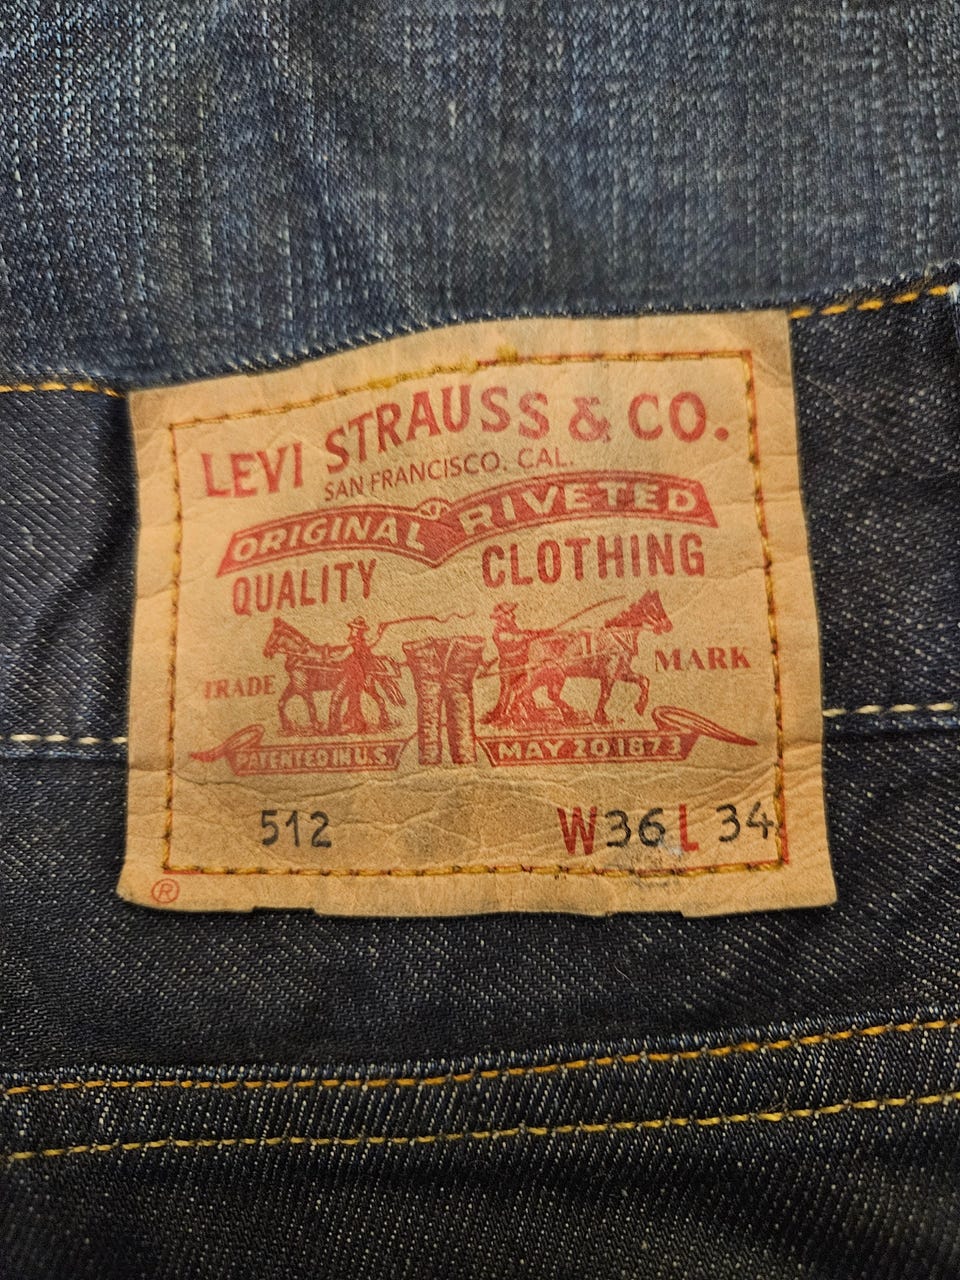 LEVI STRAUSS & CO.
SAN FRANCISCO. CAL.
ORIGINAL RIVETED
QUALITY CLOTHING
TRADE MARK
PATENTED IN U.S. MAY 20 1873
512 W36 L 34
®